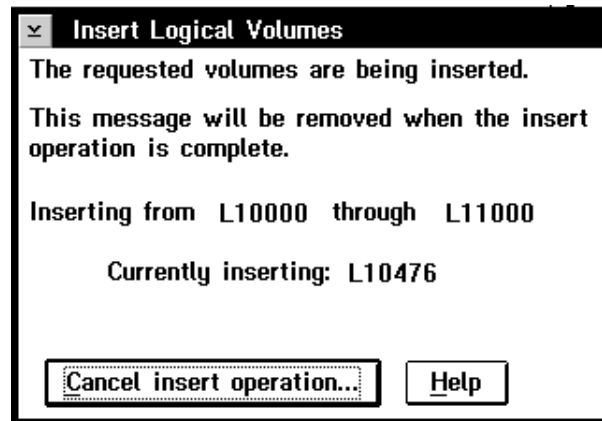 Insert Logical Volumes
The requested volumes are being inserted.
This message will be removed when the insert
operation is complete.
Inserting from L10000 through L11000
Currently inserting: L10476
Cancel insert operation... Help